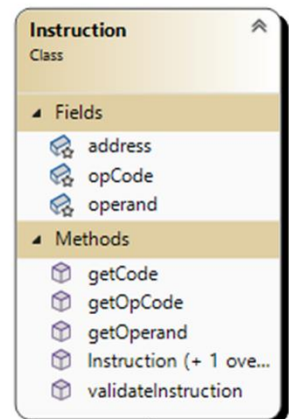 Instruction
Class
Fields
address
opCode
operand
Methods
getCode
getOpCode
getOperand
Instruction (+ 1 ove...
validateInstruction